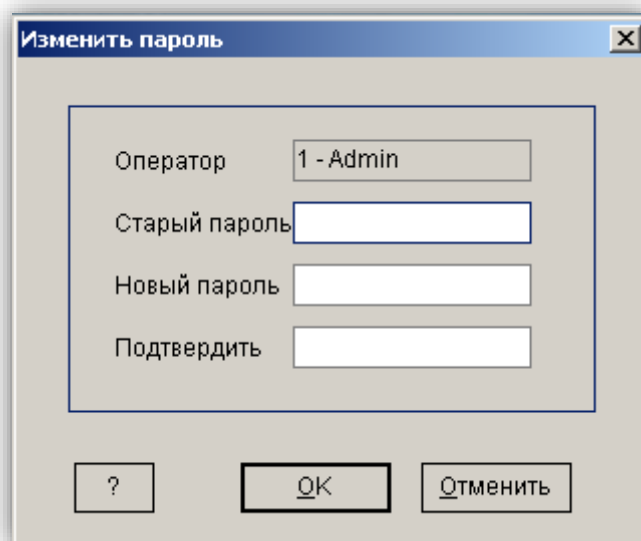 Изменить пароль
Оператор 1 - Admin
Старый пароль
Новый пароль
Подтвердить
? OK Отменить